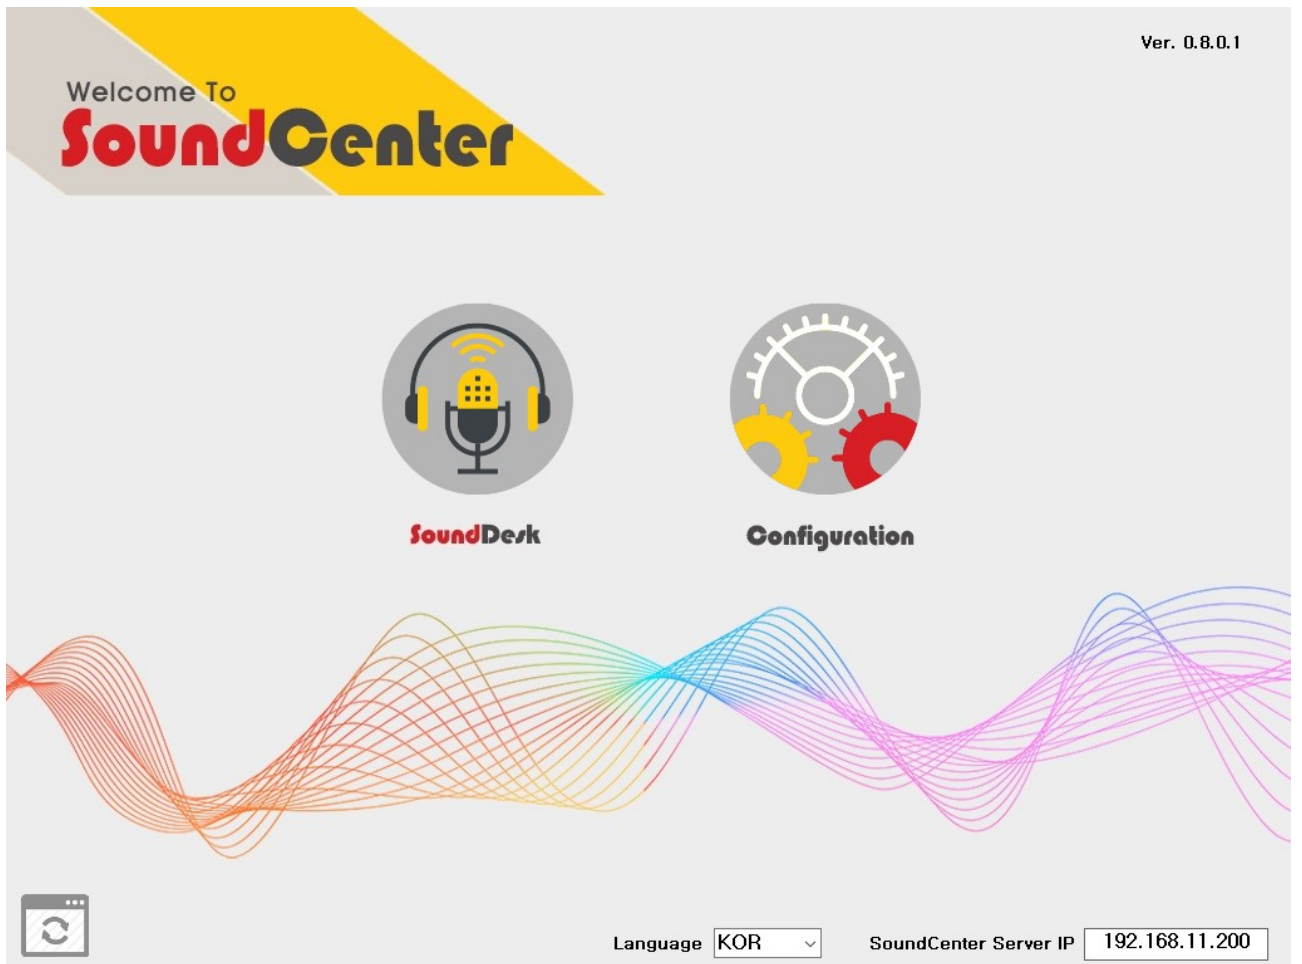 Ver. 0.8.0.1
Welcome To
SoundCenter
SoundDesk
Configuration
Language KOR
SoundCenter Server IP 192.168.11.200